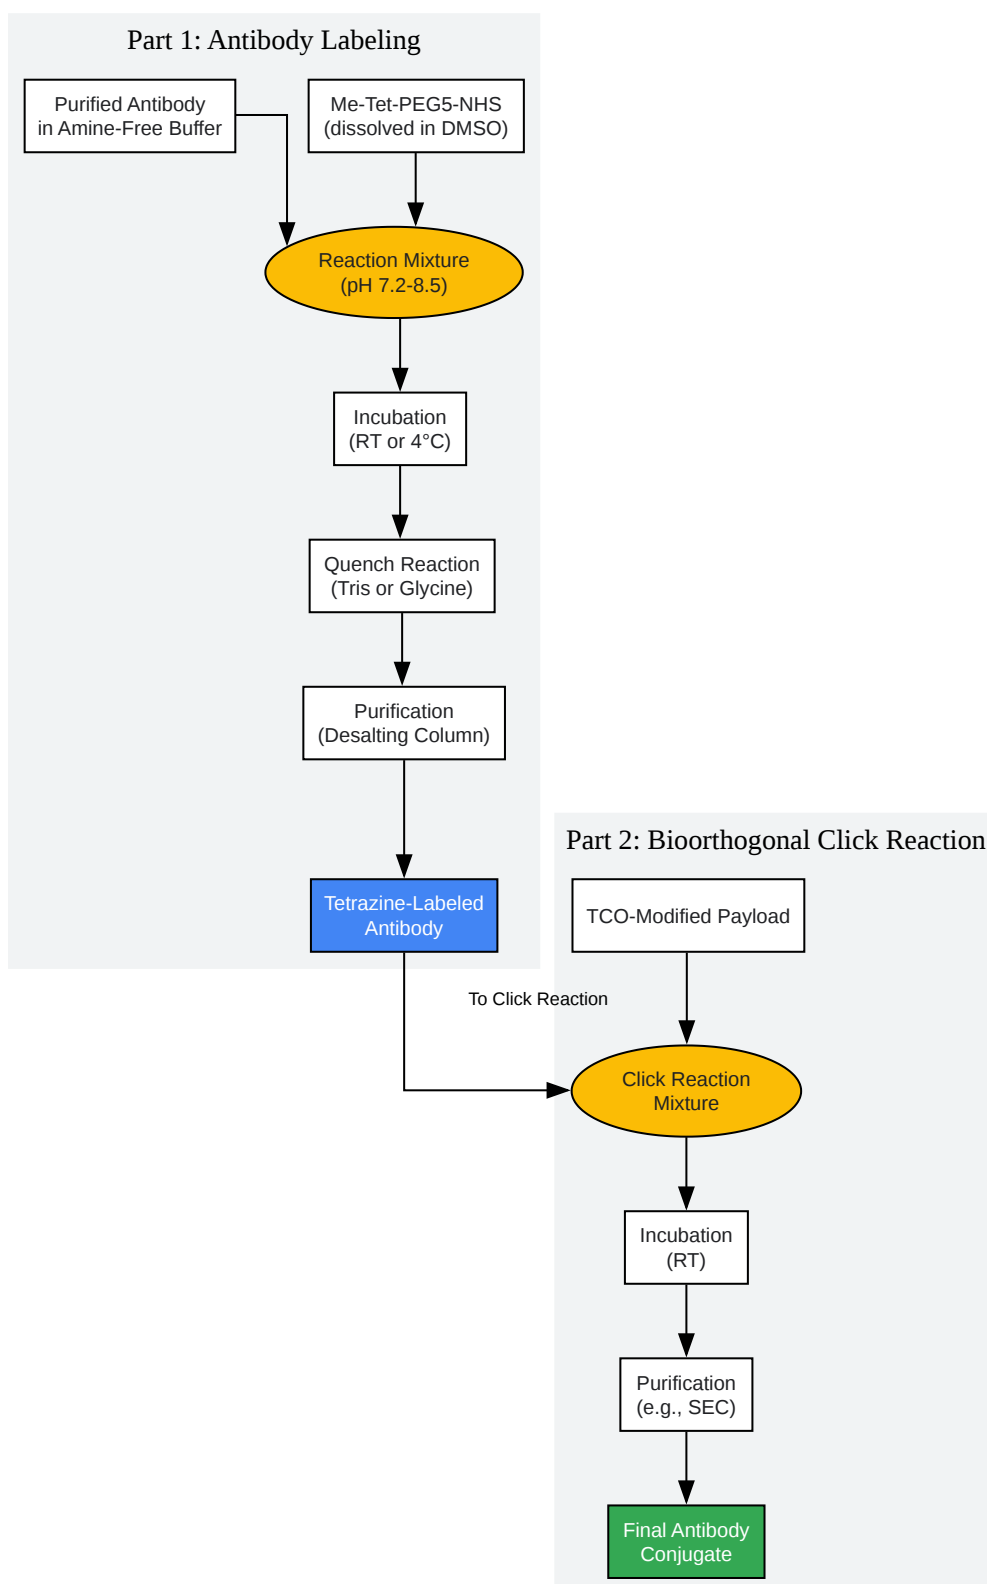 Part 1: Antibody Labeling
Purified Antibody
in Amine-Free Buffer
Me-Tet-PEG5-NHS
(dissolved in DMSO)
Reaction Mixture
(pH 7.2-8.5)
Incubation
(RT or 4°C)
Quench Reaction
(Tris or Glycine)
Purification
(Desalting Column)
Tetrazine-Labeled
Antibody
To Click Reaction
Part 2: Bioorthogonal Click Reaction
TCO-Modified Payload
Click Reaction
Mixture
Incubation
(RT)
Purification
(e.g., SEC)
Final Antibody
Conjugate